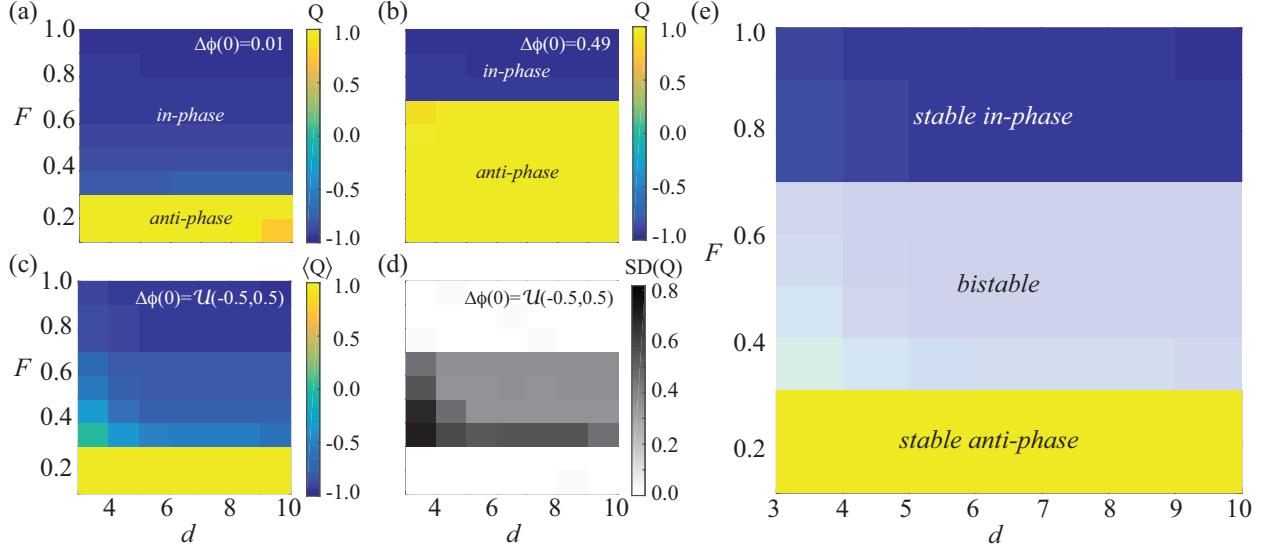 (a)
Q
Δϕ(0)=0.01
in-phase
anti-phase
F
1.0
0.8
0.6
0.4
0.2
1.0
0.5
0.0
-0.5
-1.0
(b)
Q
Δϕ(0)=0.49
in-phase
anti-phase
1.0
0.5
0.0
-0.5
-1.0
(c)
⟨Q⟩
Δϕ(0)=𝒰(-0.5,0.5)
F
1.0
0.8
0.6
0.4
0.2
4 6 8 10
d
1.0
0.5
0.0
-0.5
-1.0
(d)
SD(Q)
Δϕ(0)=𝒰(-0.5,0.5)
4 6 8 10
d
0.8
0.6
0.4
0.2
0.0
(e)
F
1.0
0.8
0.6
0.4
0.2
stable in-phase
bistable
stable anti-phase
3 4 5 6 7 8 9 10
d